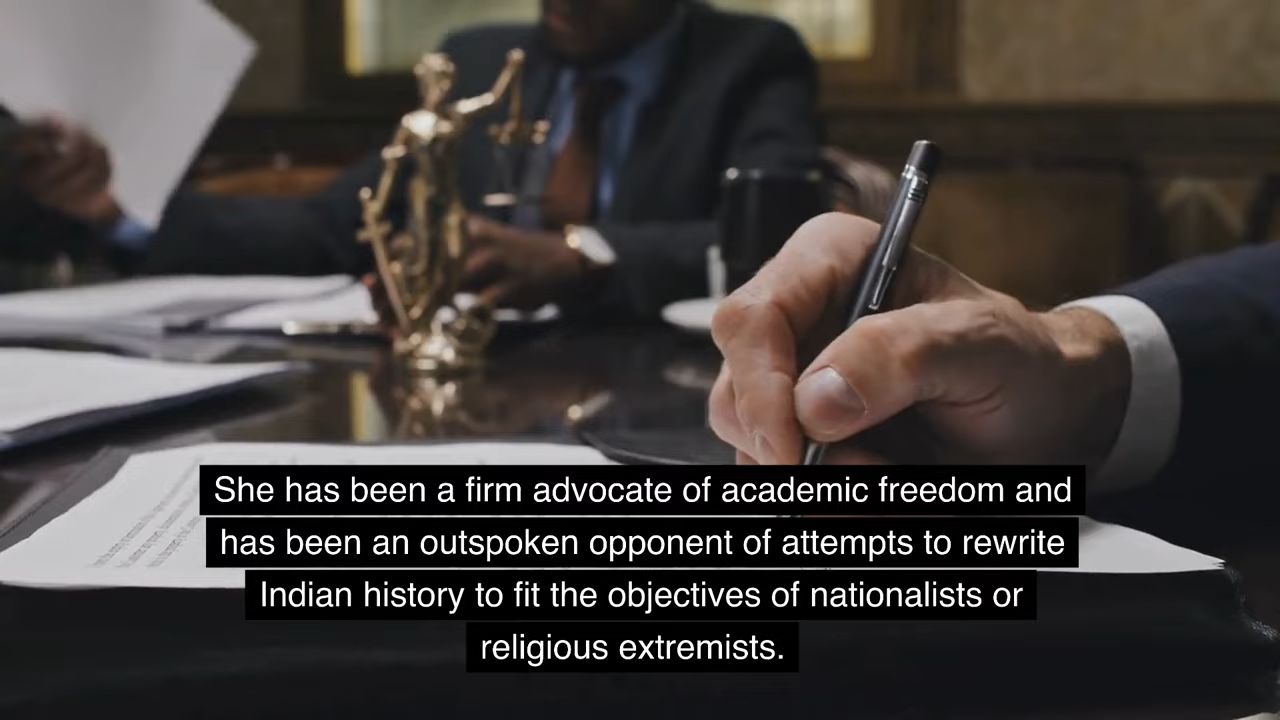 She has been a firm advocate of academic freedom and
has been an outspoken opponent of attempts to rewrite
Indian history to fit the objectives of nationalists or
religious extremists.